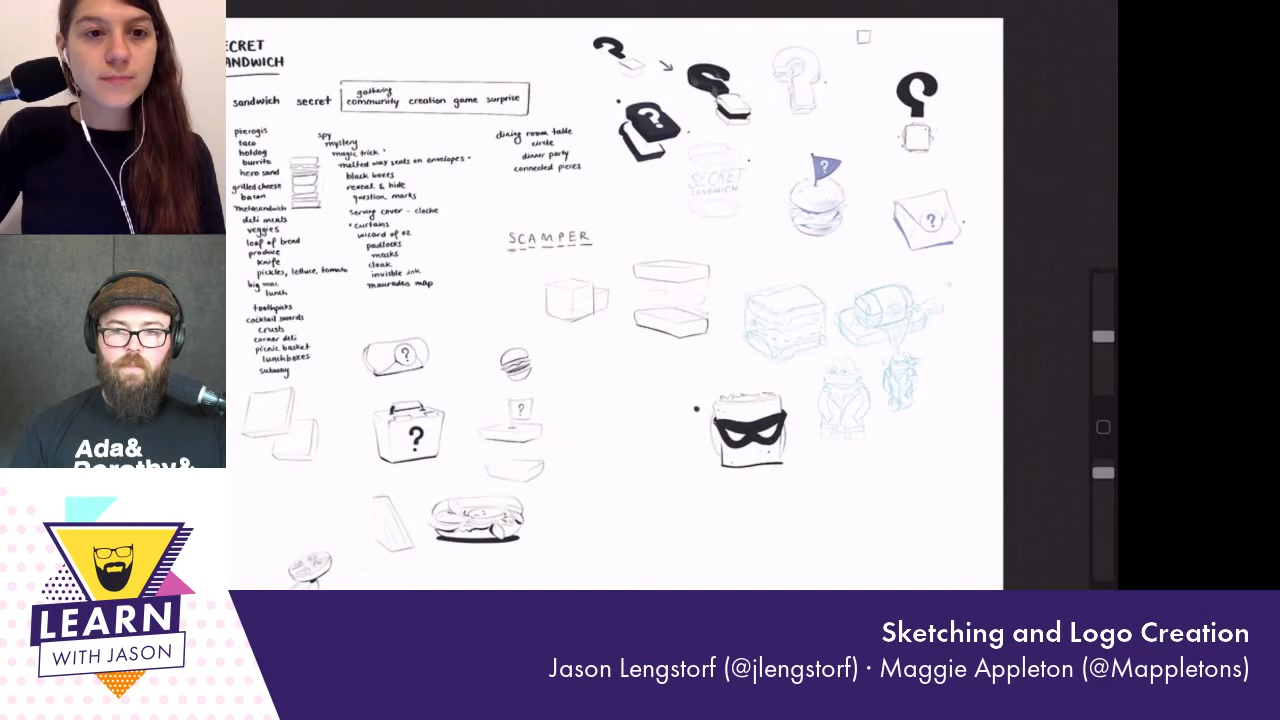 ECRET
ANDWICH
sandwich secret
gathering
community creation game surprise
pierogis
taco
hotdog
burrito
hero sand
grilled cheese
bacon
metasandwich
deli meats
veggies
loaf of bread
produce
knife
pickles, lettuce, tomato
big mac
lunch
toothpicks
cocktail swords
crusts
corner deli
picnic basket
lunchboxes
subway
spy
mystery
magic trick
melted wax seals on envelopes
black boxes
reveal & hide
question marks
serving cover - cloche
curtains
wizard of oz
padlocks
masks
cloak
invisible ink
marauders map
dining room table
circle
dinner party
connected pieces
SCAMPER
SECRET
SANDWICH
?
?
?
?
?
?
Ada&
Dorothy&
LEARN
WITH JASON
Sketching and Logo Creation
Jason Lengstorf (@jlengstorf) · Maggie Appleton (@Mappletons)